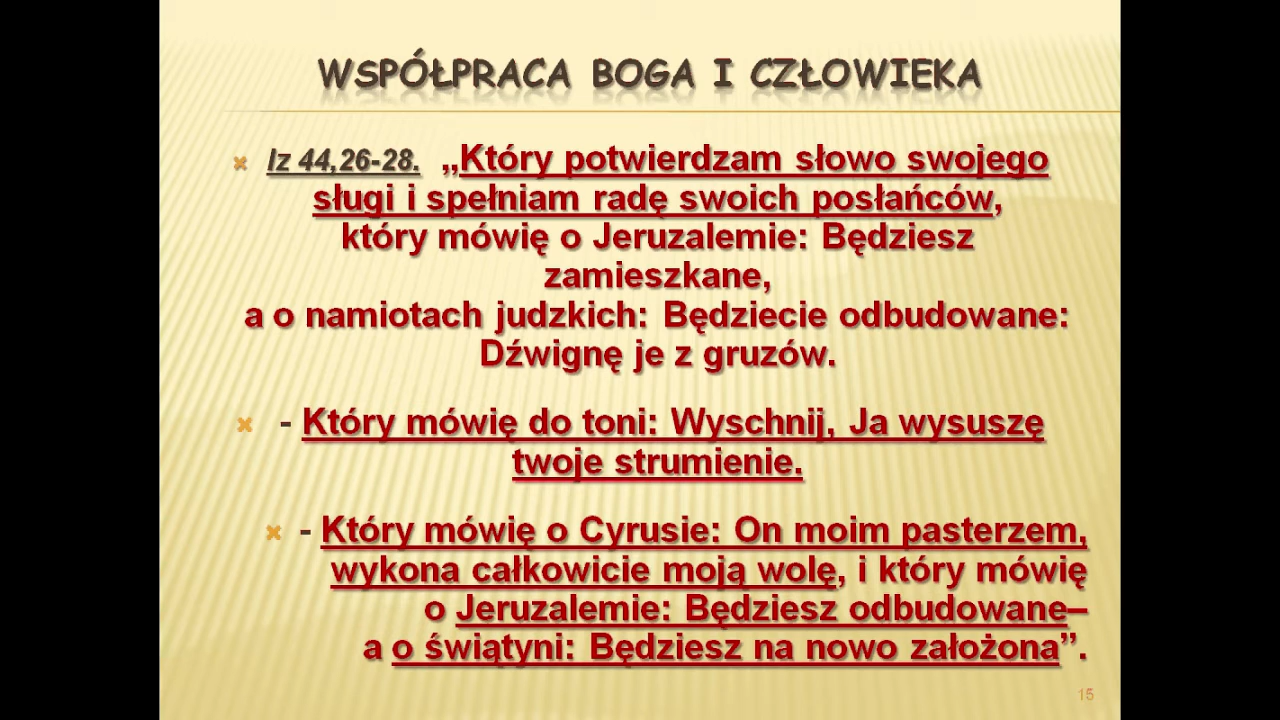 WSPÓŁPRACA BOGA I CZŁOWIEKA
Iz 44,26-28. „Który potwierdzam słowo swojego
sługi i spełniam radę swoich posłańców,
który mówię o Jeruzalemie: Będziesz
zamieszkane,
a o namiotach judzkich: Będziecie odbudowane:
Dźwignę je z gruzów.
- Który mówię do toni: Wyschnij, Ja wysuszę
twoje strumienie.
- Który mówię o Cyrusie: On moim pasterzem,
wykona całkowicie moją wolę, i który mówię
o Jeruzalemie: Będziesz odbudowane–
a o świątyni: Będziesz na nowo założona”.